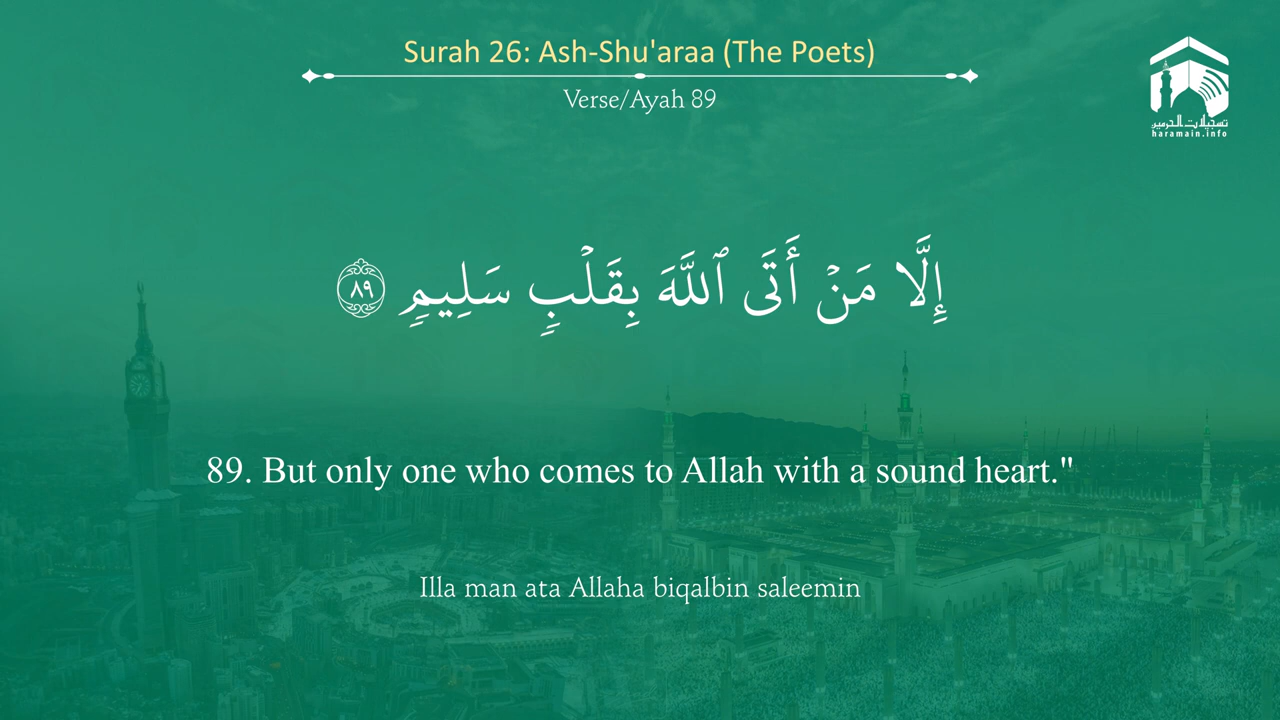 Surah 26: Ash-Shu'araa (The Poets)
Verse/Ayah 89
تسجيلات الحرمين
haramain.info
إِلَّا مَنْ أَتَى ٱللَّهَ بِقَلْبٍ سَلِيمٍ ٨٩
89. But only one who comes to Allah with a sound heart."
Illa man ata Allaha biqalbin saleemin